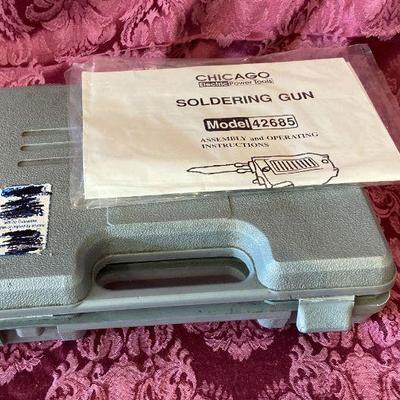 CHICAGO
Electric Power Tools
SOLDERING GUN
Model 42685
ASSEMBLY and OPERATING
INSTRUCTIONS